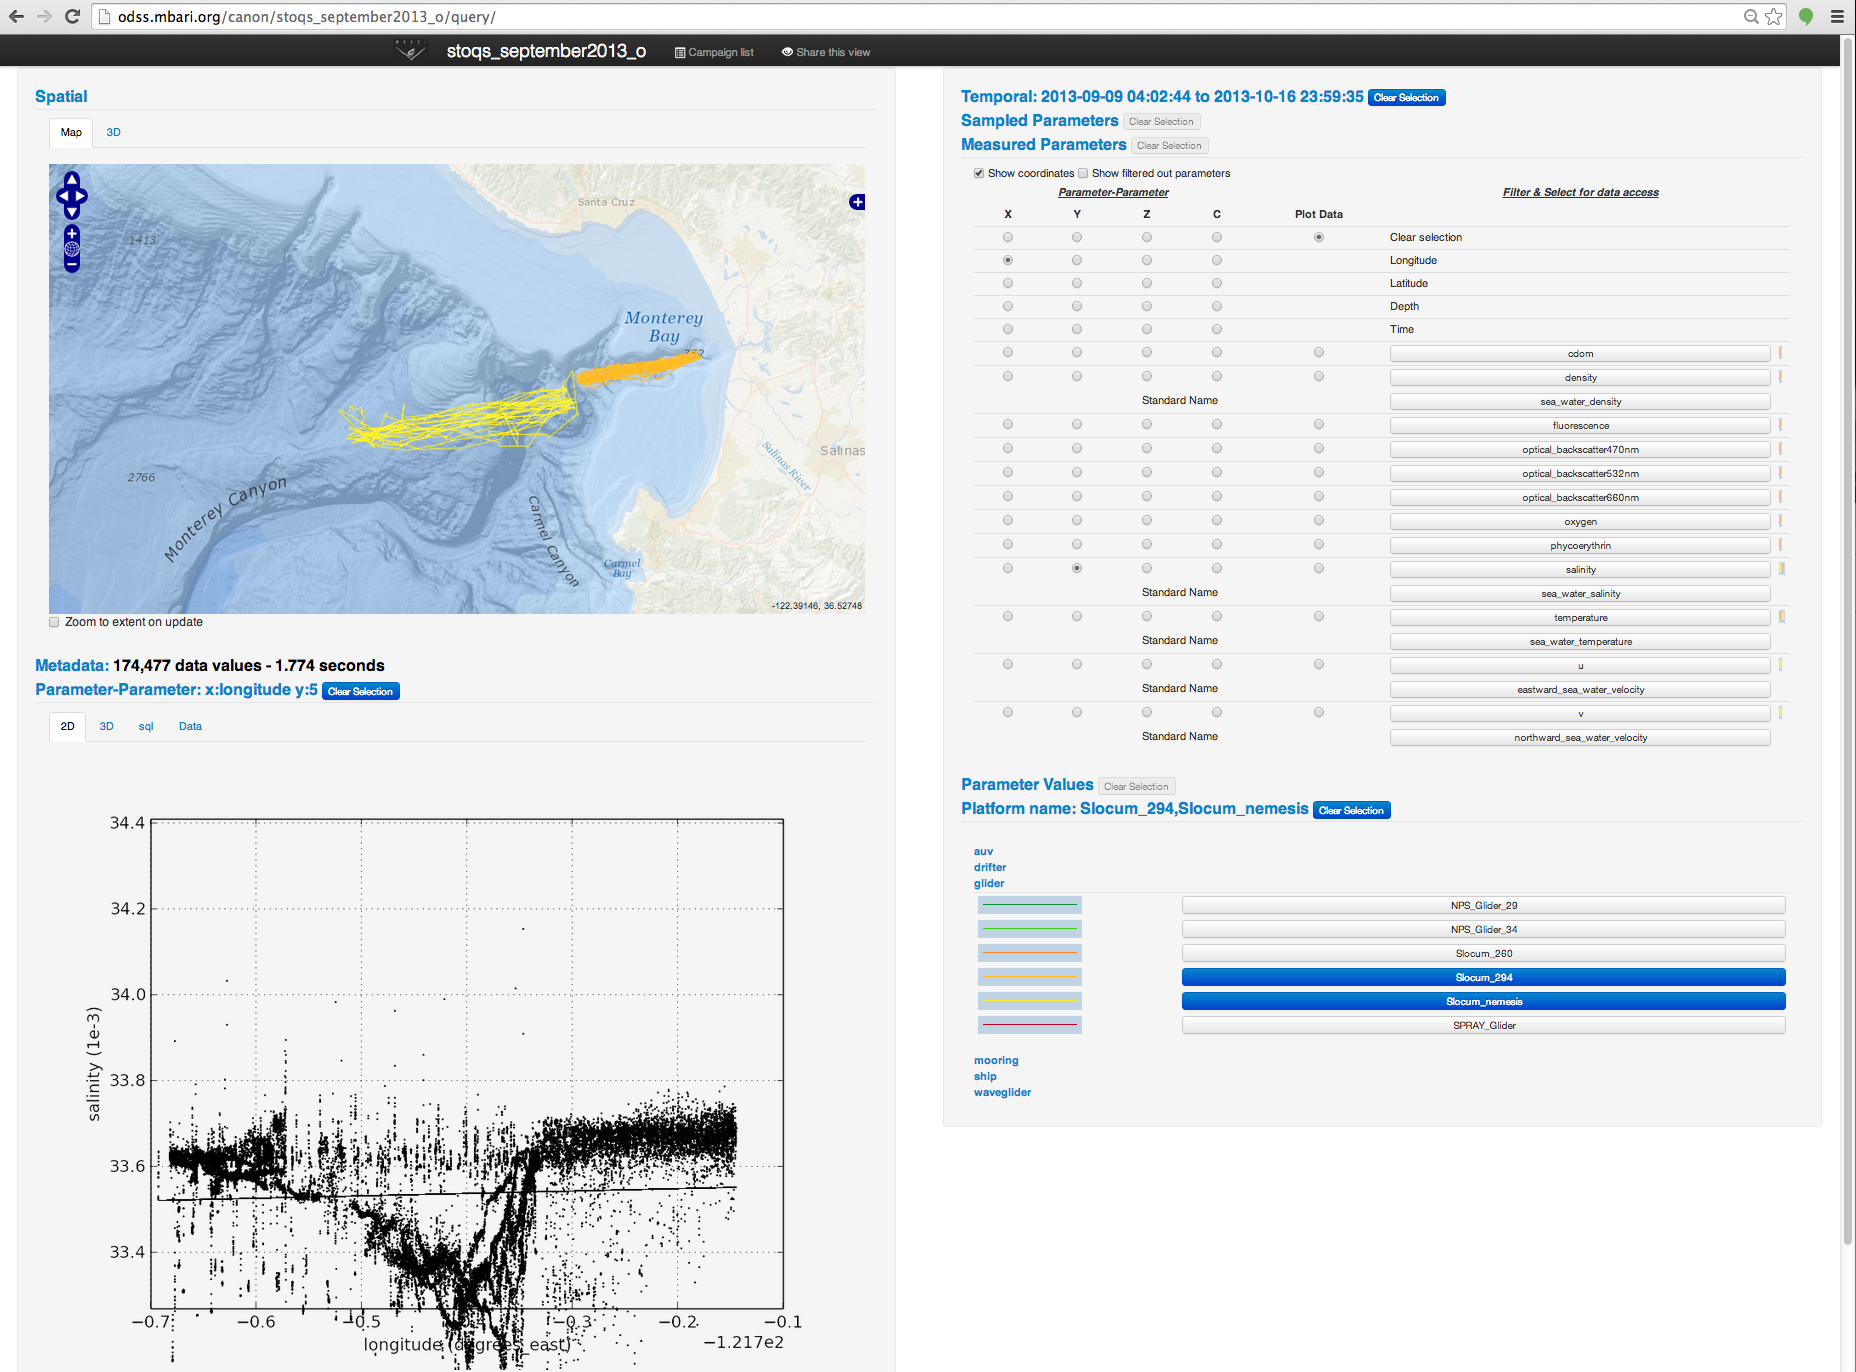 odss.mbari.org/canon/stoqs_september2013_o/query/
stoqs_september2013_o Campaign list Share this view
Spatial
Map 3D
Santa Cruz
1413
Monterey
Bay
2766
Monterey Canyon
Carmel Canyon
Carmel
Bay
Salinas River
Salinas
-122.39146, 36.52748
Zoom to extent on update
Metadata: 174,477 data values - 1.774 seconds
Parameter-Parameter: x:longitude y:5 Clear Selection
2D 3D sql Data
34.4
34.2
34.0
33.8
33.6
33.4
salinity (1e-3)
−0.7 −0.6 −0.3 −0.2 −0.1
longitude (degrees_east) −1.217e2
Temporal: 2013-09-09 04:02:44 to 2013-10-16 23:59:35 Clear Selection
Sampled Parameters Clear Selection
Measured Parameters Clear Selection
Show coordinates Show filtered out parameters
Parameter-Parameter Filter & Select for data access
X Y Z C Plot Data
Clear selection
Longitude
Latitude
Depth
Time
cdom
density
Standard Name sea_water_density
fluorescence
optical_backscatter470nm
optical_backscatter532nm
optical_backscatter660nm
oxygen
phycoerythrin
salinity
Standard Name sea_water_salinity
temperature
Standard Name sea_water_temperature
u
Standard Name eastward_sea_water_velocity
v
Standard Name northward_sea_water_velocity
Parameter Values Clear Selection
Platform name: Slocum_294,Slocum_nemesis Clear Selection
auv
drifter
glider
NPS_Glider_29
NPS_Glider_34
Slocum_260
Slocum_294
Slocum_nemesis
SPRAY_Glider
mooring
ship
waveglider